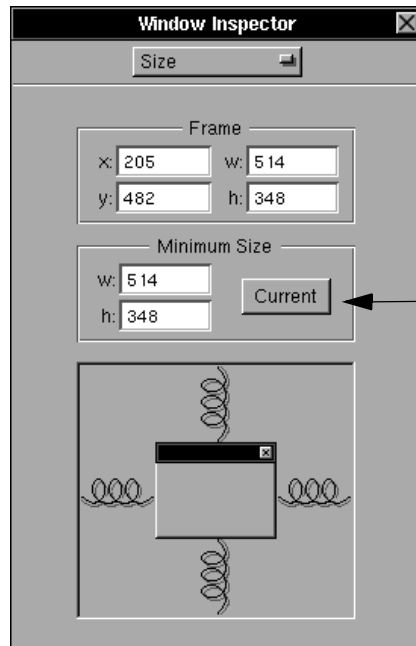 Window Inspector
Size
Frame
x: 205 w: 514
y: 482 h: 348
Minimum Size
w: 514
Current
h: 348